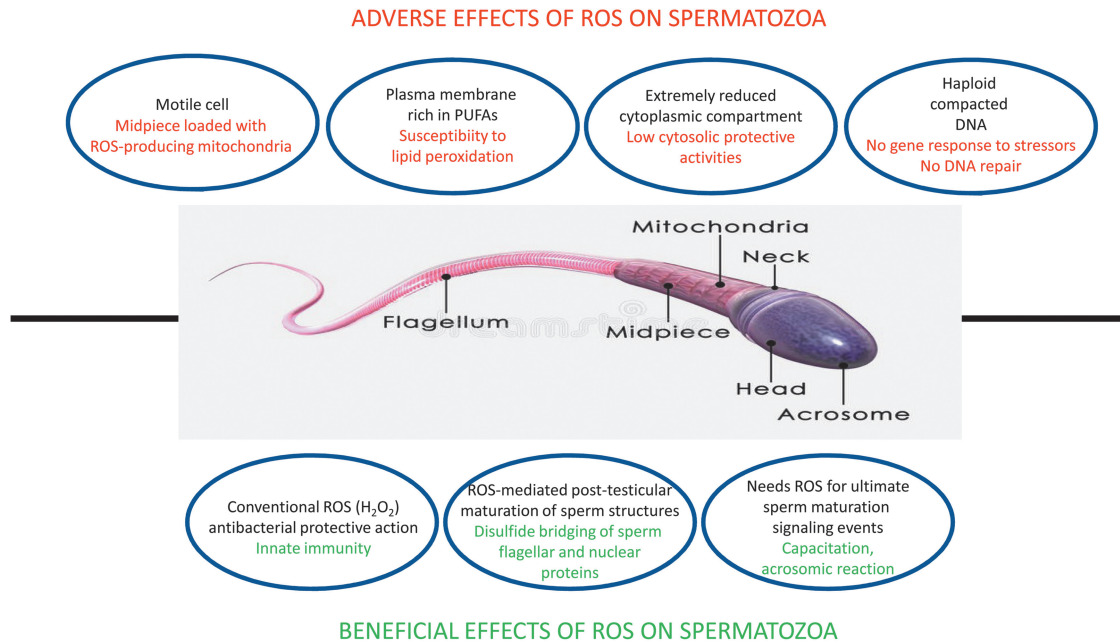 ADVERSE EFFECTS OF ROS ON SPERMATOZOA
Motile cell
Midpiece loaded with
ROS-producing mitochondria
Plasma membrane
rich in PUFAs
Susceptibiity to
lipid peroxidation
Extremely reduced
cytoplasmic compartment
Low cytosolic protective
activities
Haploid
compacted
DNA
No gene response to stressors
No DNA repair
Mitochondria
Neck
Flagellum
dreamstime
Midpiece
Head
Acrosome
Conventional ROS (H₂O₂)
antibacterial protective action
Innate immunity
ROS-mediated post-testicular
maturation of sperm structures
Disulfide bridging of sperm
flagellar and nuclear
proteins
Needs ROS for ultimate
sperm maturation
signaling events
Capacitation,
acrosomic reaction
BENEFICIAL EFFECTS OF ROS ON SPERMATOZOA